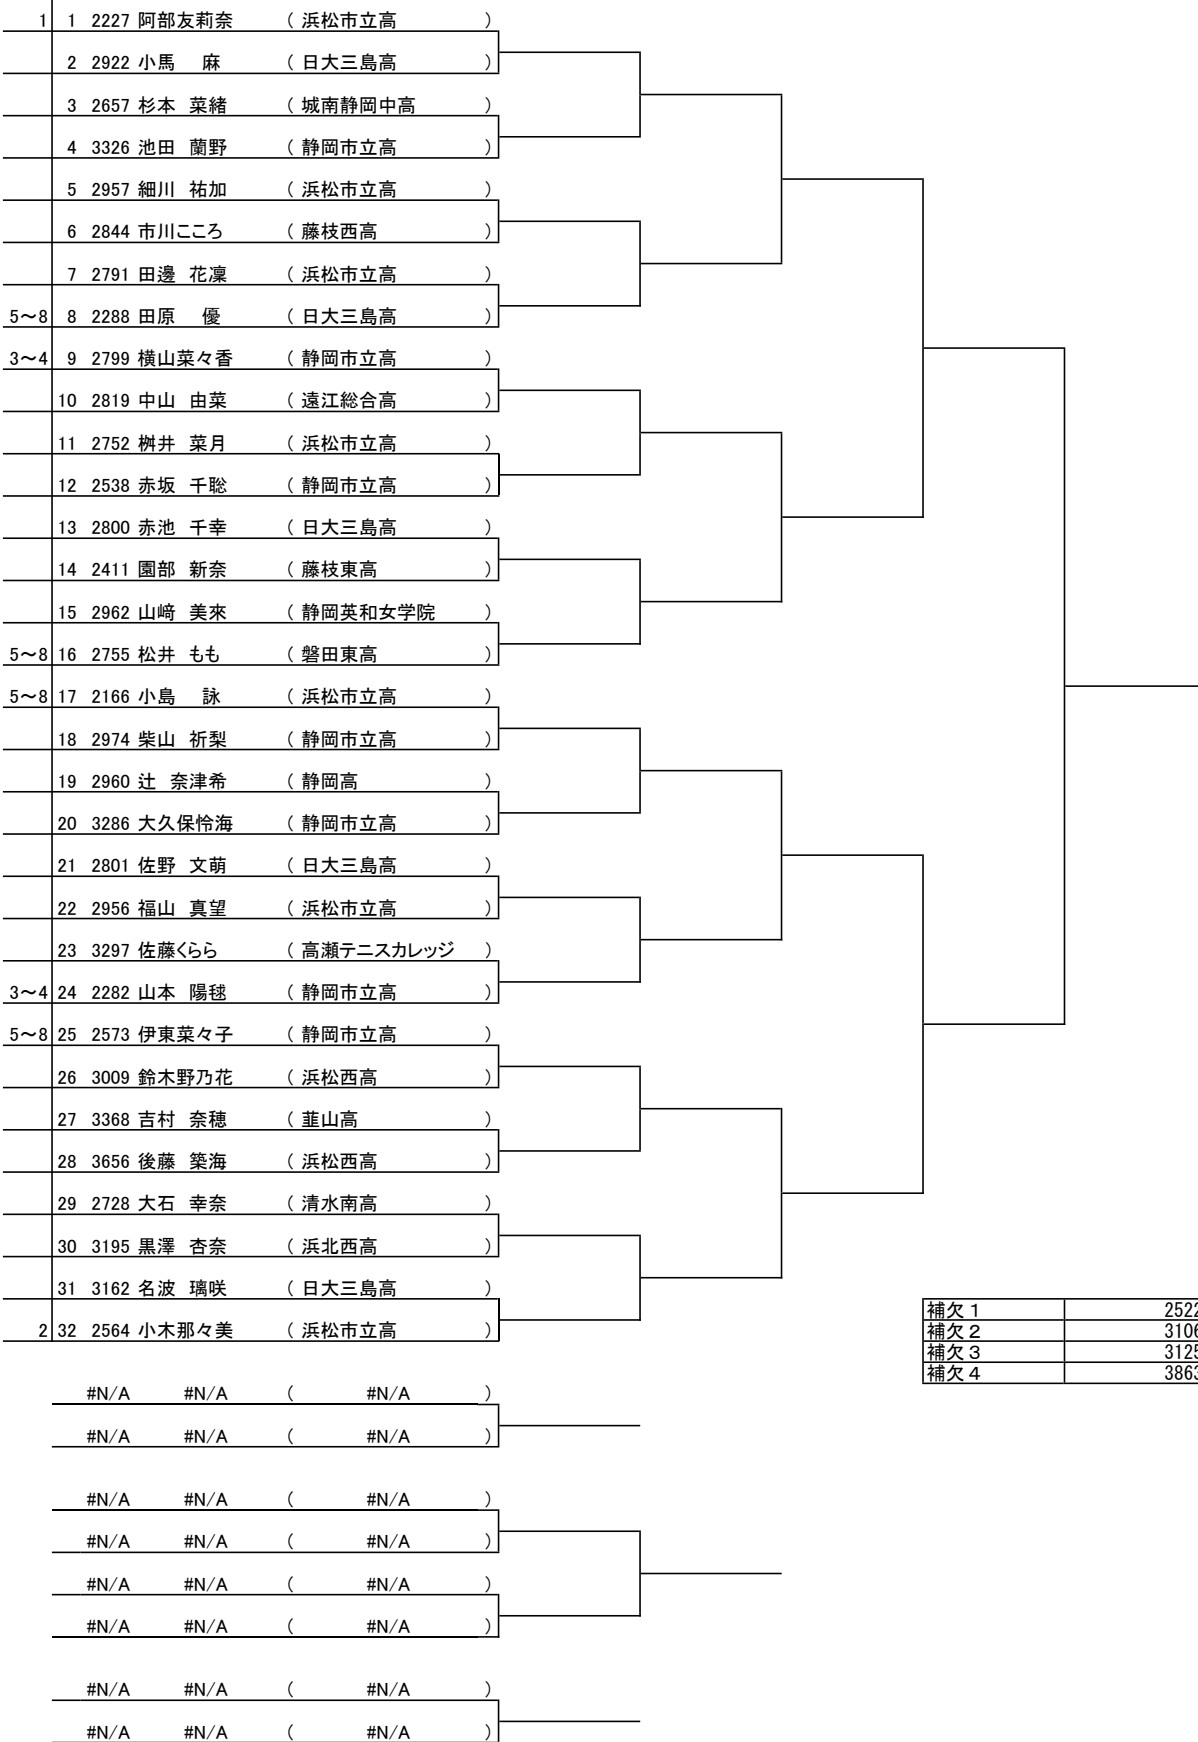 1 1 2227 阿部友莉奈 ( 浜松市立高 )
2 2922 小馬 麻 ( 日大三島高 )
3 2657 杉本 菜緒 ( 城南静岡中高 )
4 3326 池田 蘭野 ( 静岡市立高 )
5 2957 細川 祐加 ( 浜松市立高 )
6 2844 市川こころ ( 藤枝西高 )
7 2791 田邊 花凜 ( 浜松市立高 )
5～8 8 2288 田原 優 ( 日大三島高 )
3～4 9 2799 横山菜々香 ( 静岡市立高 )
10 2819 中山 由菜 ( 遠江総合高 )
11 2752 桝井 菜月 ( 浜松市立高 )
12 2538 赤坂 千聡 ( 静岡市立高 )
13 2800 赤池 千幸 ( 日大三島高 )
14 2411 園部 新奈 ( 藤枝東高 )
15 2962 山﨑 美來 ( 静岡英和女学院 )
5～8 16 2755 松井 もも ( 磐田東高 )
5～8 17 2166 小島 詠 ( 浜松市立高 )
18 2974 柴山 祈梨 ( 静岡市立高 )
19 2960 辻 奈津希 ( 静岡高 )
20 3286 大久保怜海 ( 静岡市立高 )
21 2801 佐野 文萌 ( 日大三島高 )
22 2956 福山 真望 ( 浜松市立高 )
23 3297 佐藤くらら ( 高瀬テニスカレッジ )
3～4 24 2282 山本 陽毬 ( 静岡市立高 )
5～8 25 2573 伊東菜々子 ( 静岡市立高 )
26 3009 鈴木野乃花 ( 浜松西高 )
27 3368 吉村 奈穂 ( 韮山高 )
28 3656 後藤 築海 ( 浜松西高 )
29 2728 大石 幸奈 ( 清水南高 )
30 3195 黒澤 杏奈 ( 浜北西高 )
31 3162 名波 璃咲 ( 日大三島高 )
2 32 2564 小木那々美 ( 浜松市立高 )
補欠１ 2522
補欠２ 3106
補欠３ 3125
補欠４ 3863
#N/A #N/A ( #N/A )
#N/A #N/A ( #N/A )
#N/A #N/A ( #N/A )
#N/A #N/A ( #N/A )
#N/A #N/A ( #N/A )
#N/A #N/A ( #N/A )
#N/A #N/A ( #N/A )
#N/A #N/A ( #N/A )